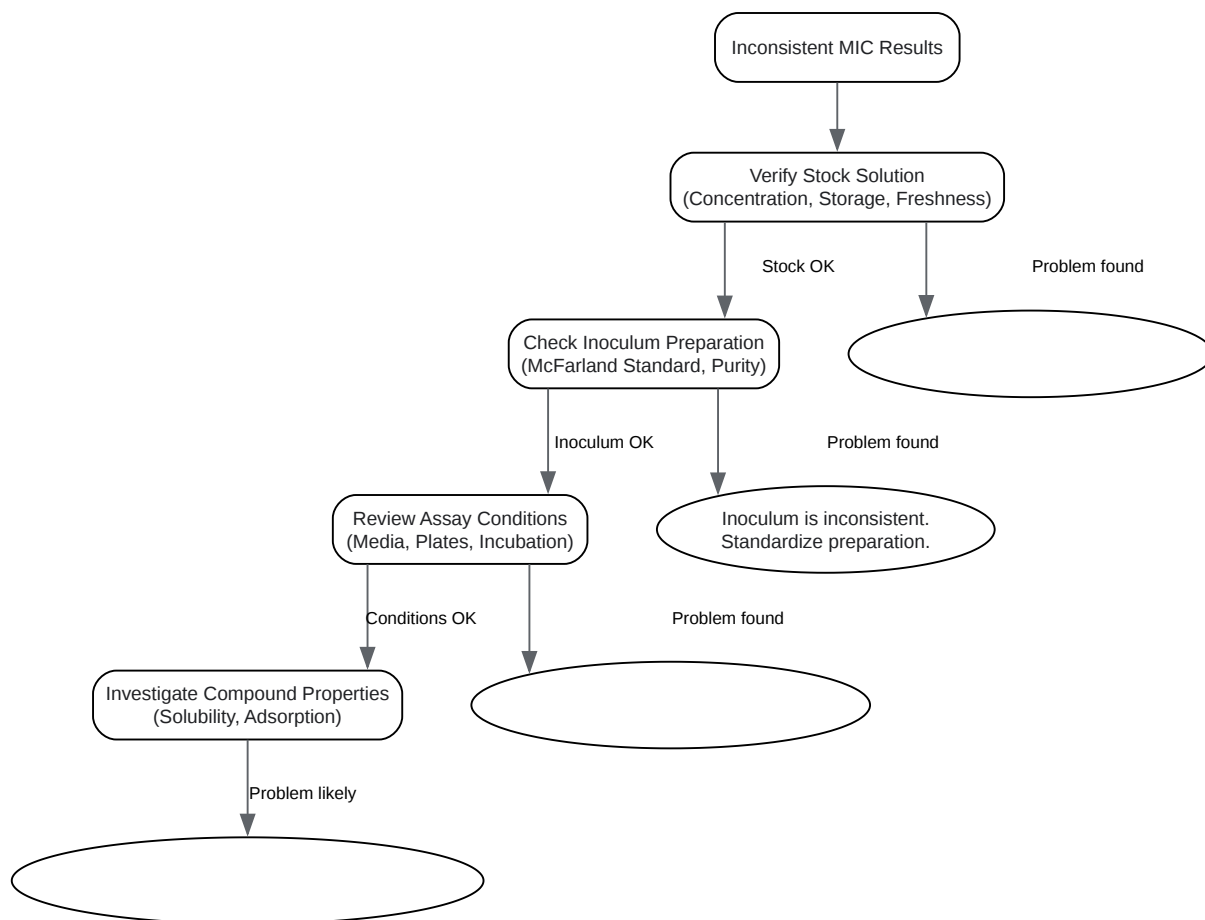 Inconsistent MIC Results
Verify Stock Solution
(Concentration, Storage, Freshness)
Stock OK
Problem found
Check Inoculum Preparation
(McFarland Standard, Purity)
Inoculum OK
Problem found
Review Assay Conditions
(Media, Plates, Incubation)
Inoculum is inconsistent.
Standardize preparation.
Conditions OK
Problem found
Investigate Compound Properties
(Solubility, Adsorption)
Problem likely